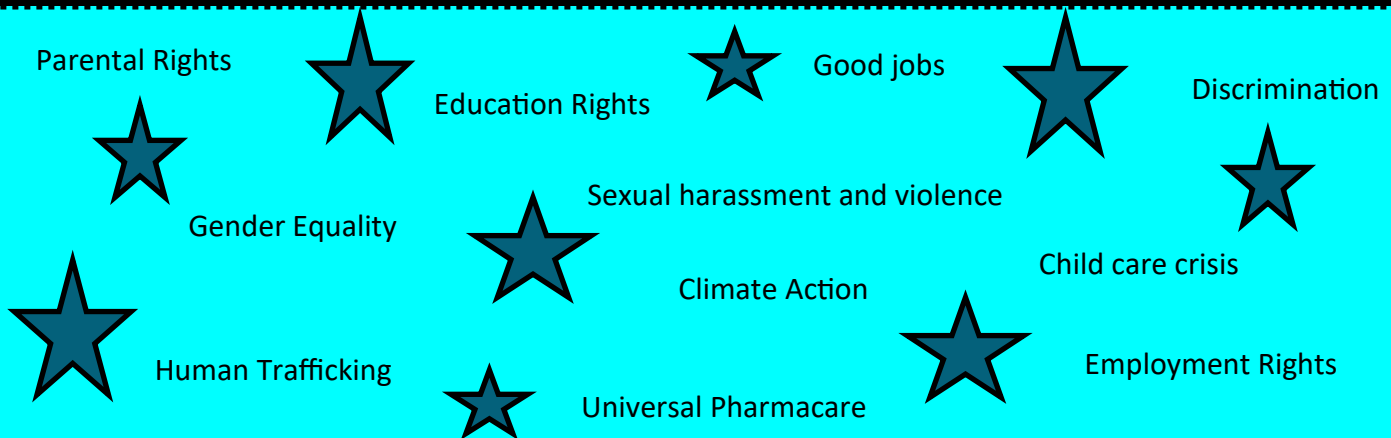 Parental Rights
Good jobs
Discrimination
Education Rights
Sexual harassment and violence
Gender Equality
Child care crisis
Climate Action
Human Trafficking
Employment Rights
Universal Pharmacare